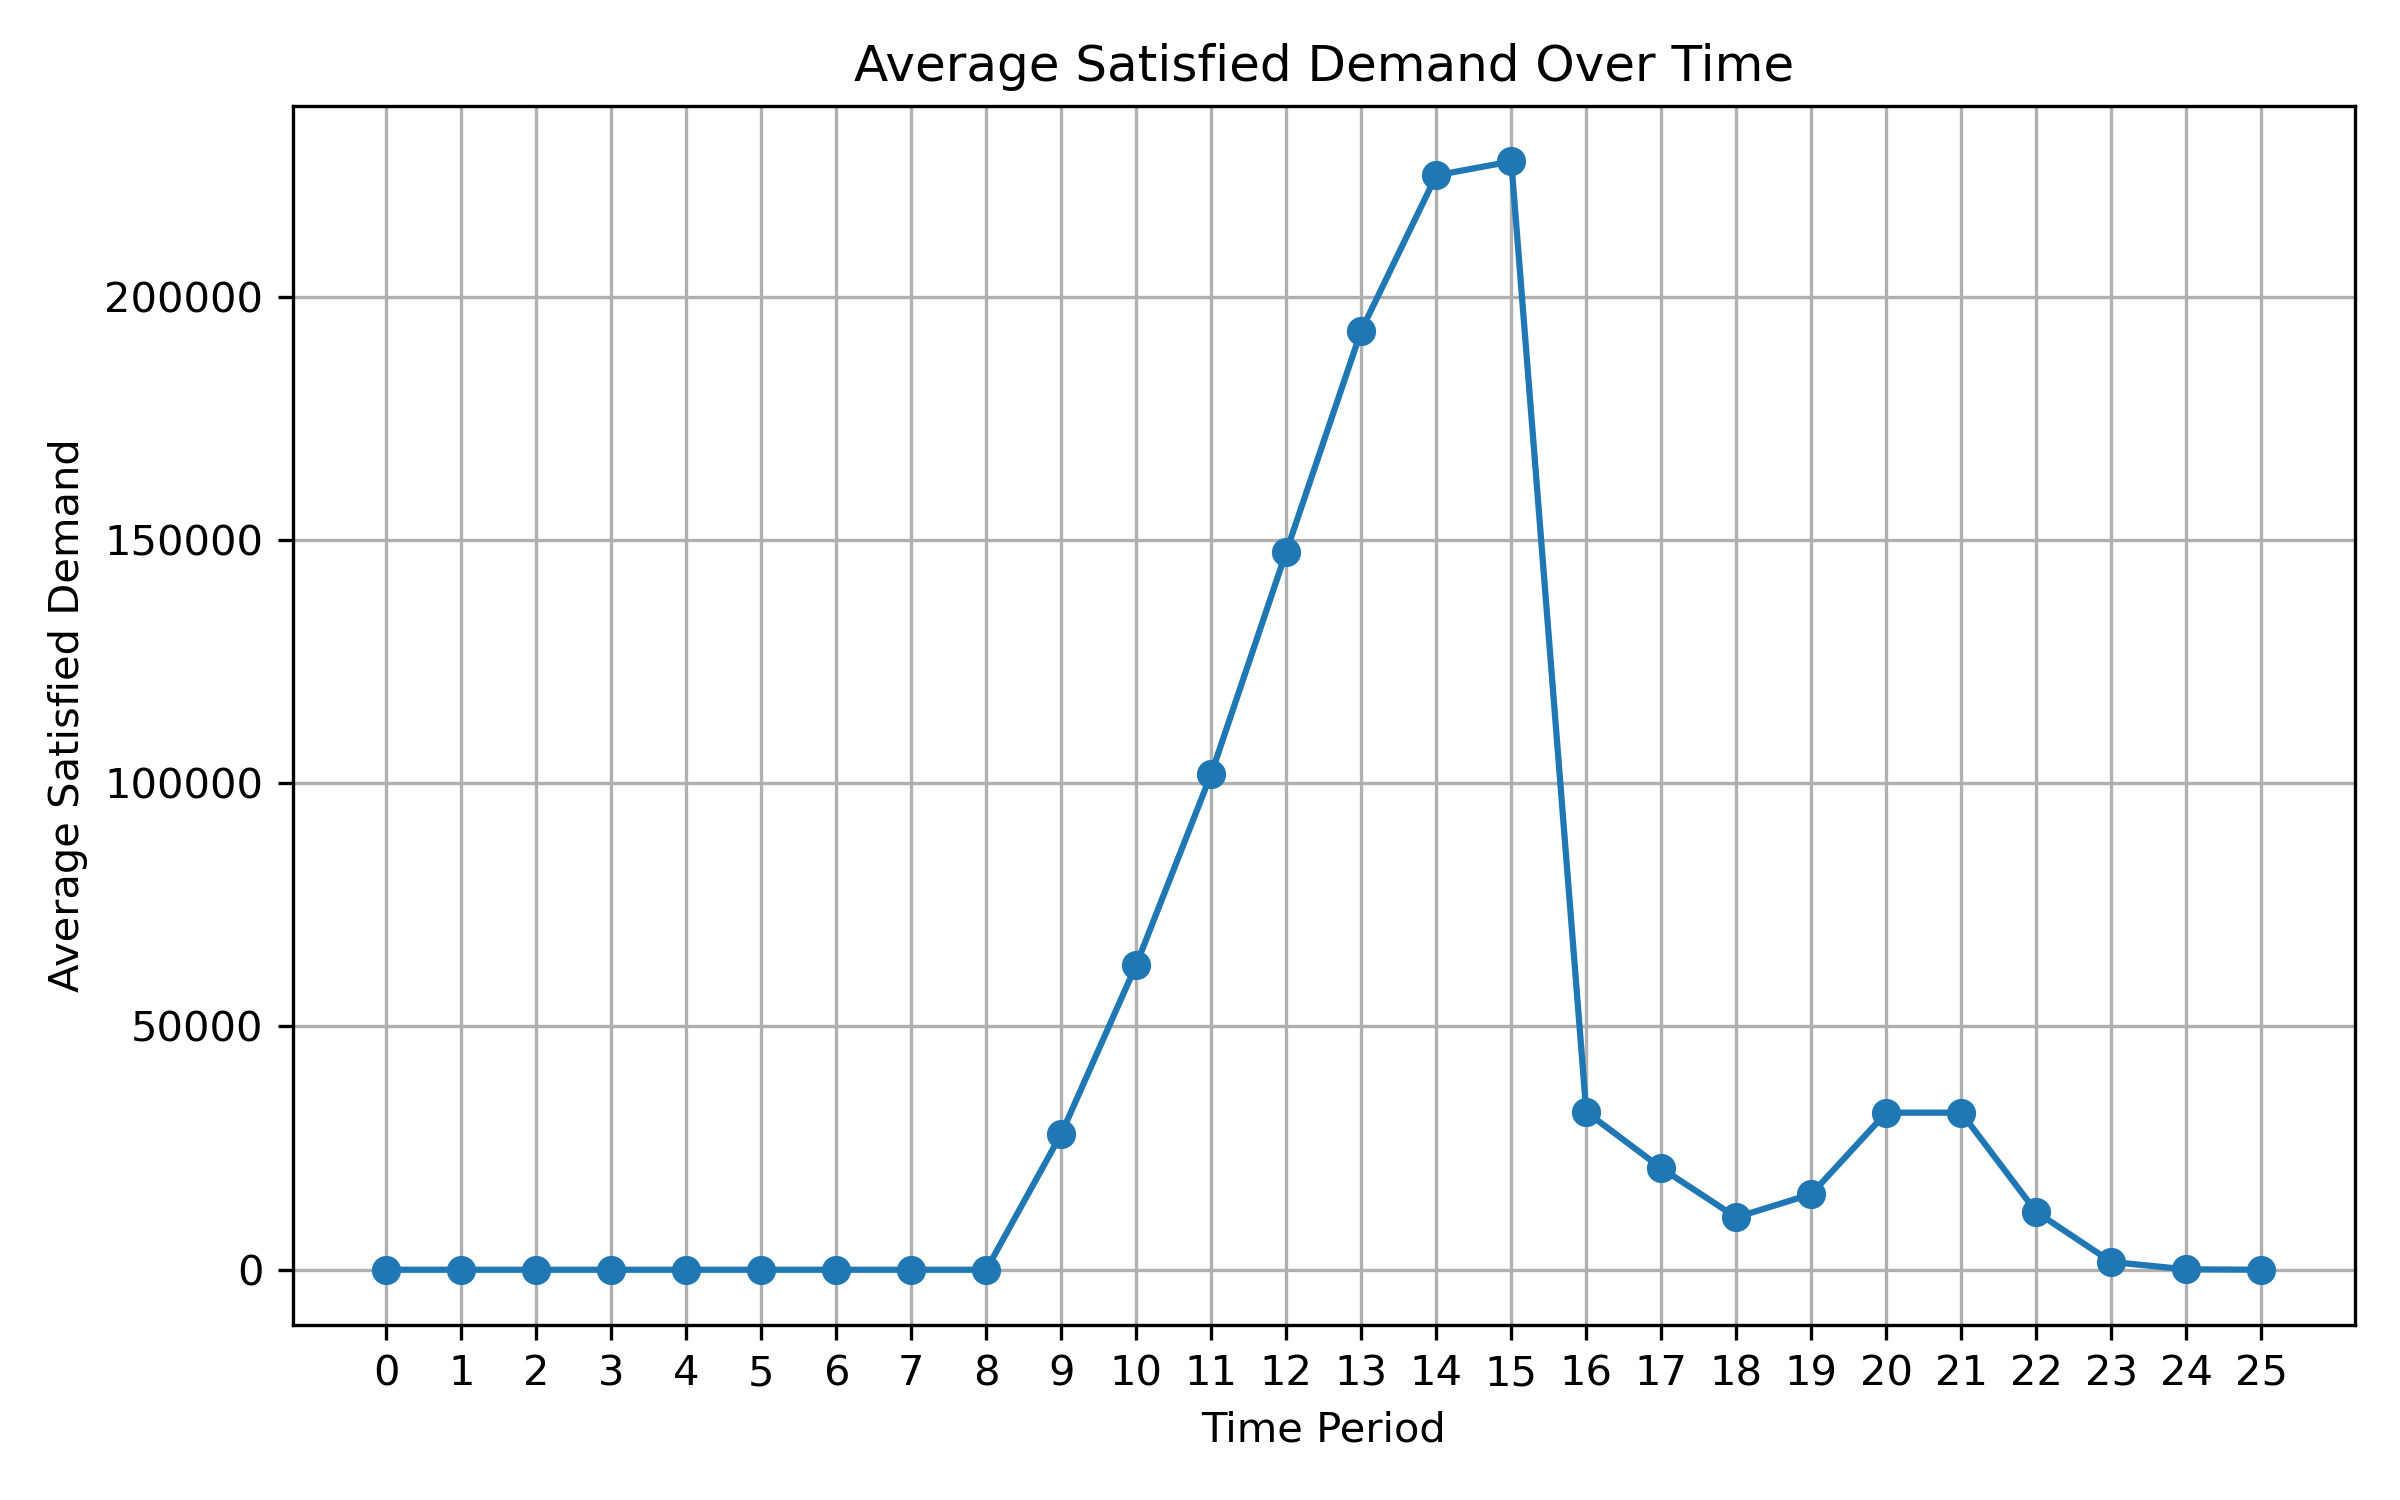 Average Satisfied Demand Over Time
Average Satisfied Demand
200000
150000
100000
50000
0
0 1 2 3 4 5 6 7 8 9 10 11 12 13 14 15 16 17 18 19 20 21 22 23 24 25
Time Period